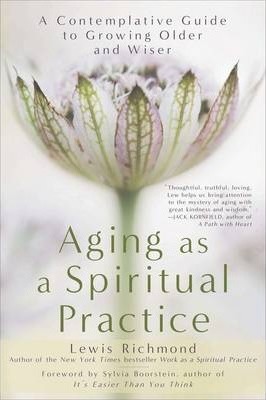 A Contemplative Guide
to Growing Older
and Wiser
"Thoughtful, truthful, loving,
Lew helps us bring attention
to the mystery of aging with
great kindness and wisdom."
—JACK KORNFIELD, author of
A Path with Heart
Aging as
a Spiritual
Practice
Lewis Richmond
Author of the New York Times bestseller Work as a Spiritual Practice
Foreword by Sylvia Boorstein, author of
It's Easier Than You Think